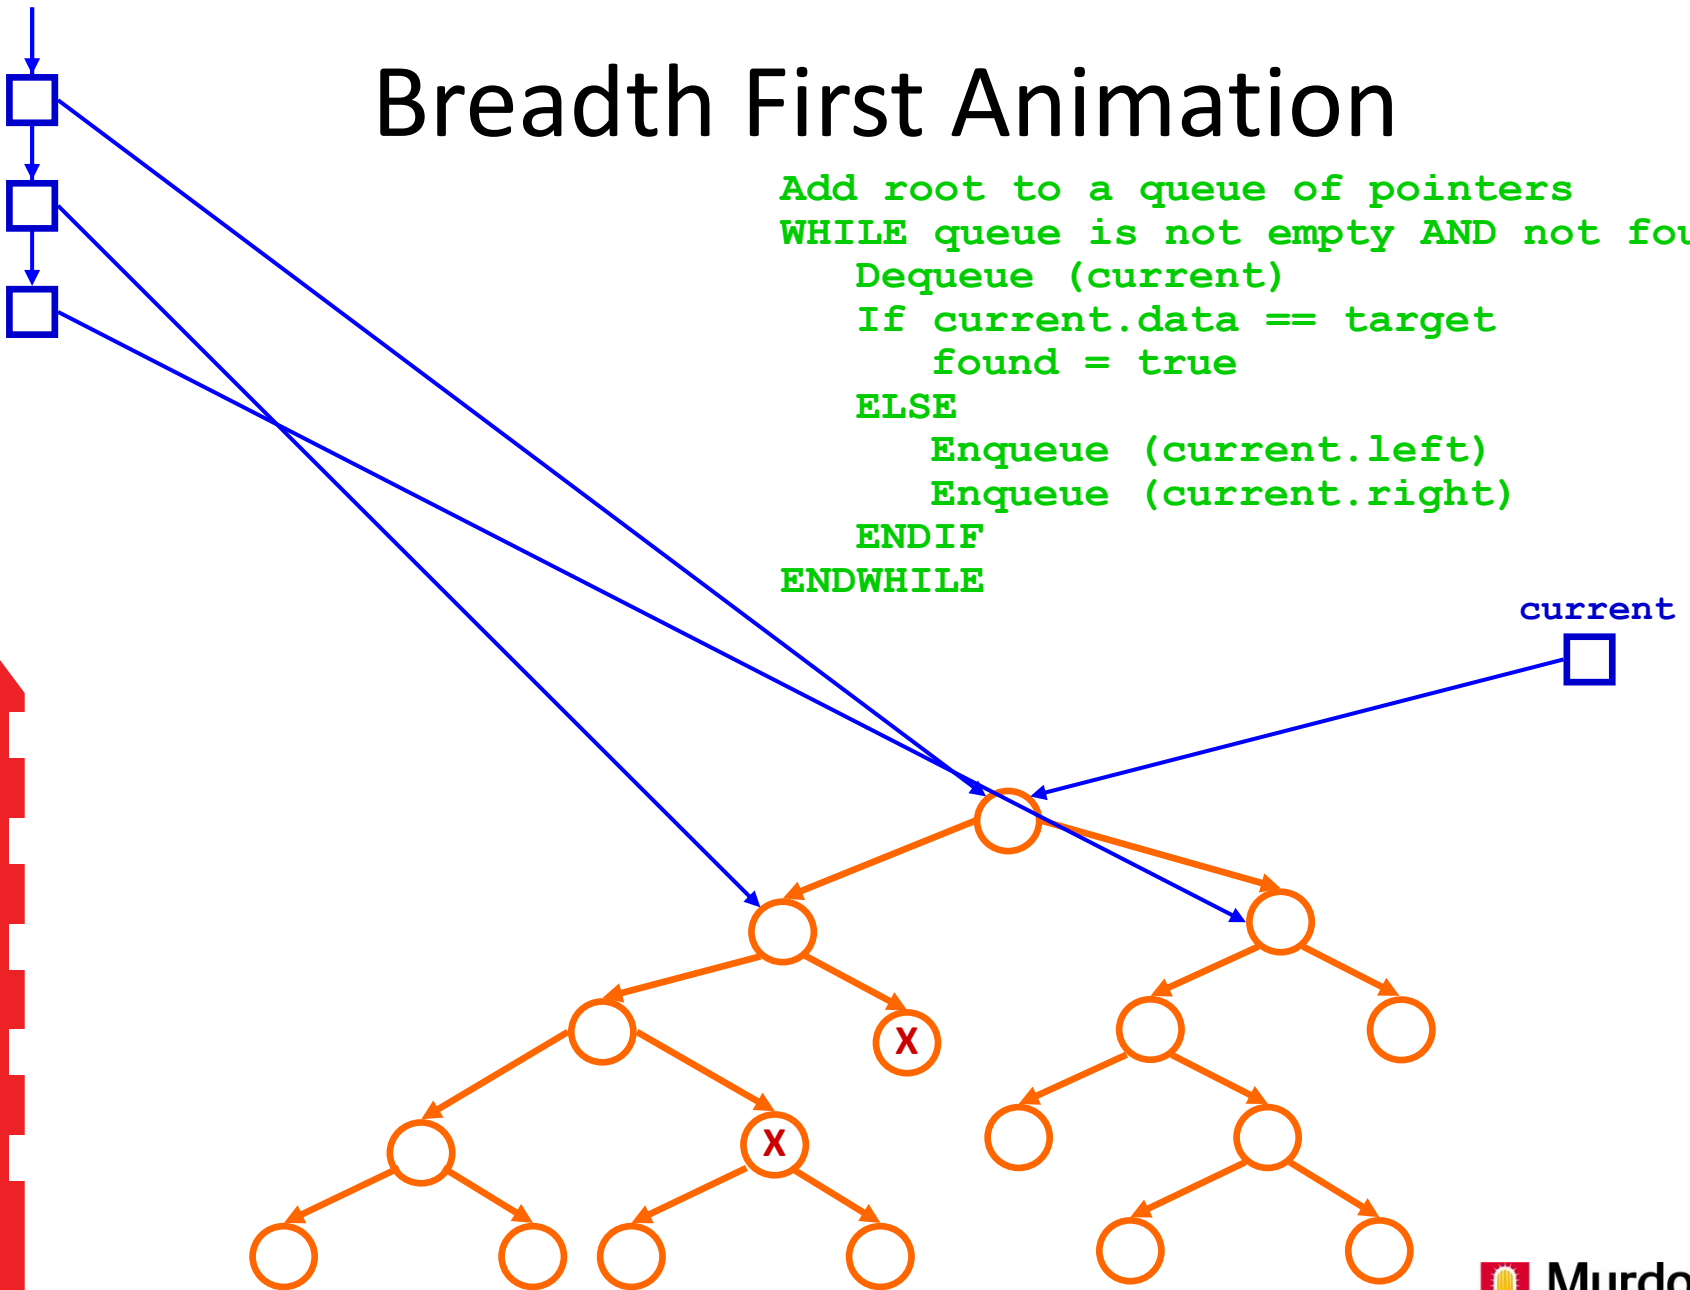 Breadth First Animation
Add root to a queue of pointers
WHILE queue is not empty AND not
Dequeue (current)
If current.data == target
found = true
ELSE
Enqueue (current.left)
Enqueue (current.right)
ENDIF
ENDWHILE
current
X
X